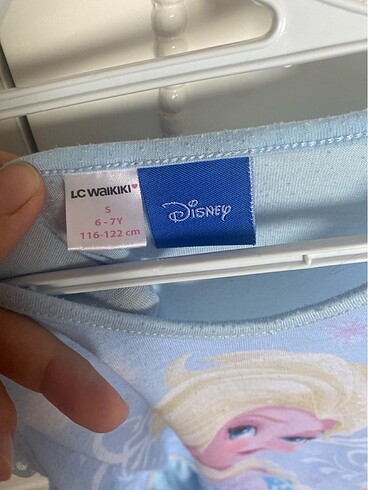 LC WAIKIKI
S
6 - 7Y
116-122 cm
Disney